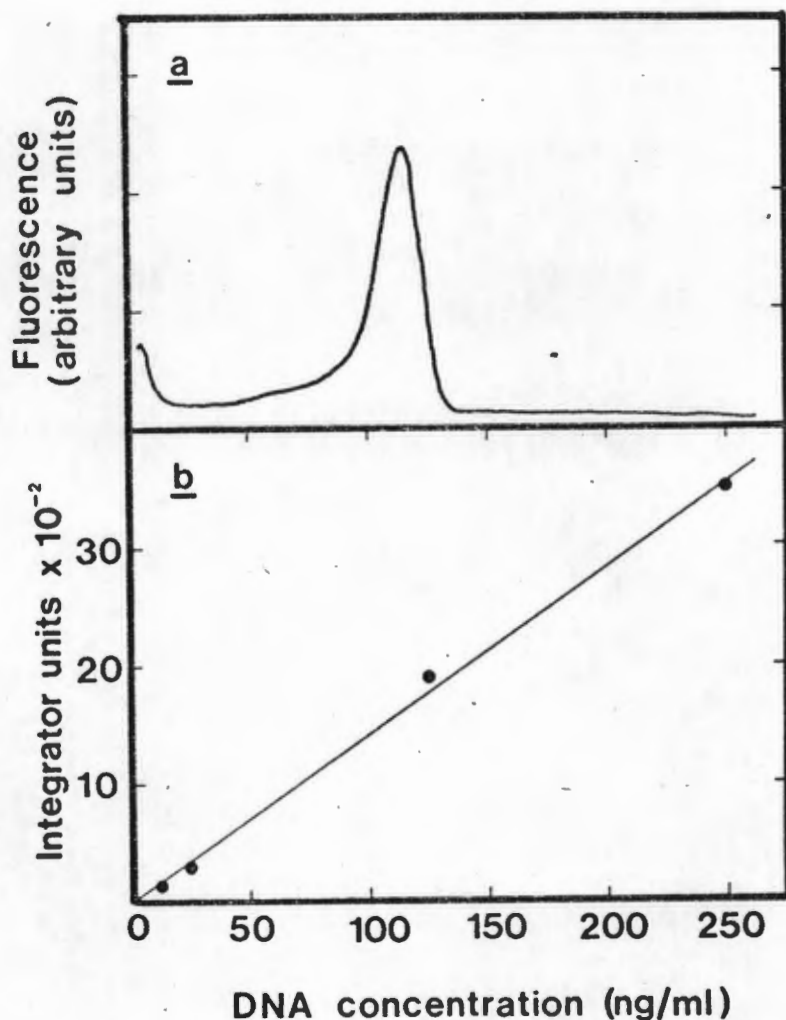 a
Fluorescence
(arbitrary units)
b
Integrator units x 10⁻²
30
20
10
0 50 100 150 200 250
DNA concentration (ng/ml)